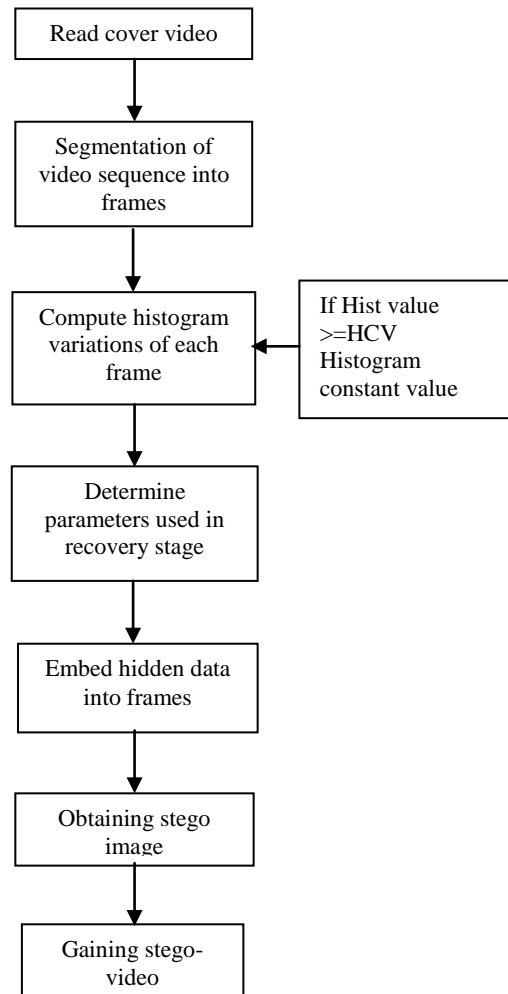 Read cover video
Segmentation of
video sequence into
frames
Compute histogram
variations of each
frame
If Hist value
>=HCV
Histogram
constant value
Determine
parameters used in
recovery stage
Embed hidden data
into frames
Obtaining stego
image
Gaining stego-
video